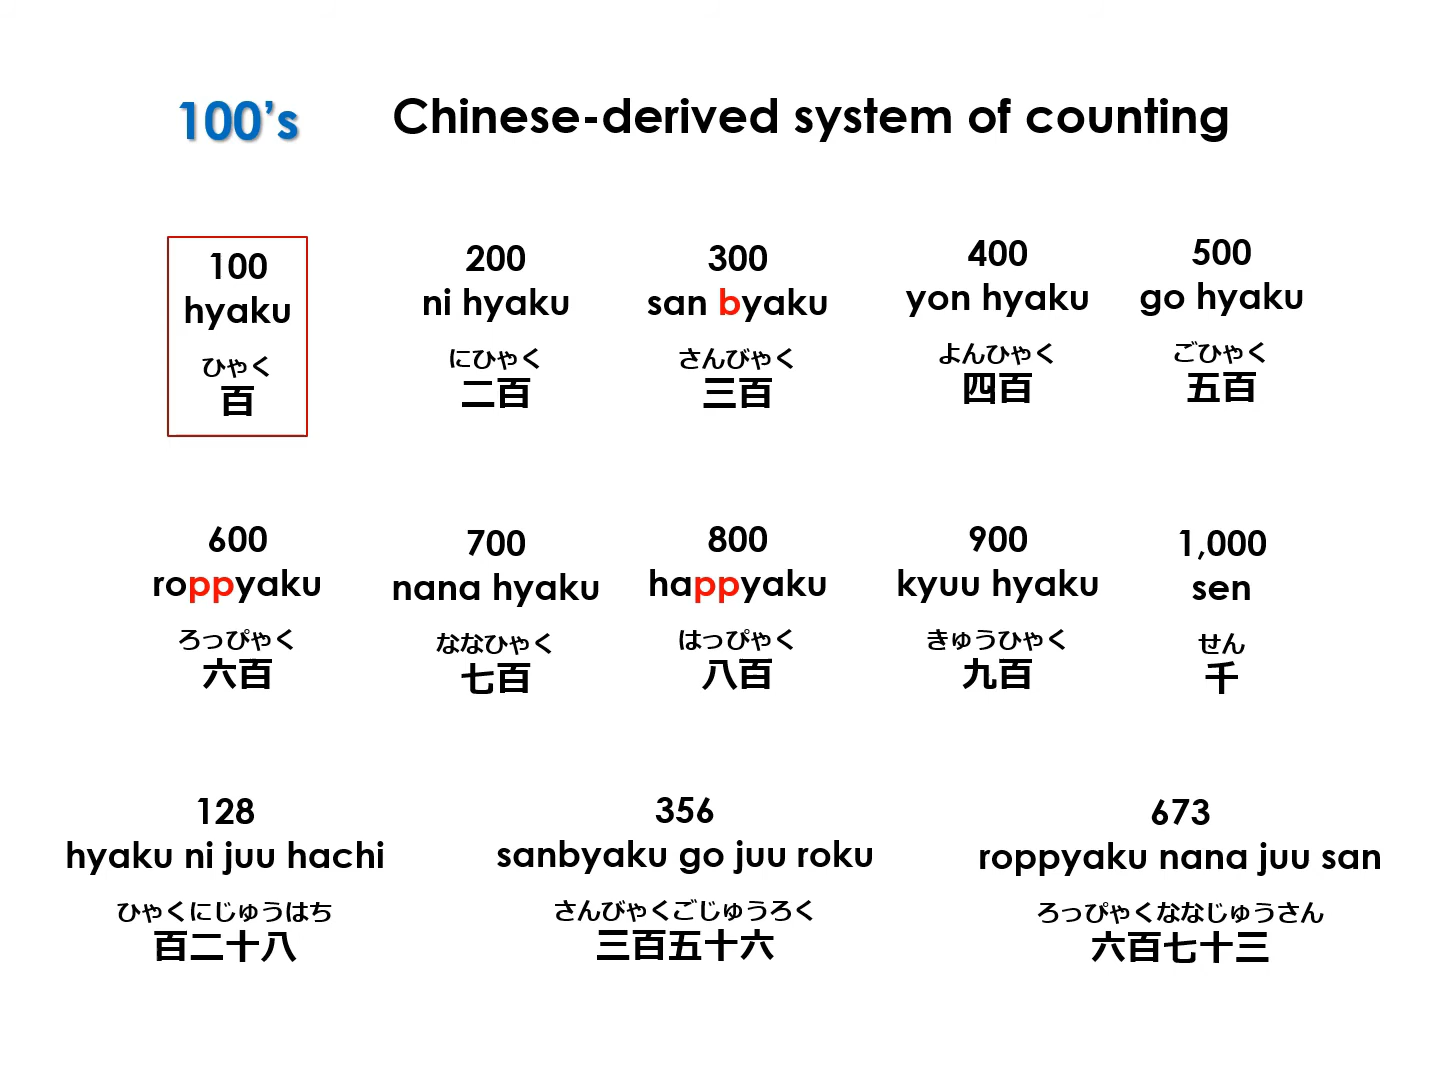 100's
Chinese-derived system of counting
100
hyaku
ひゃく
百
200
ni hyaku
にひゃく
二百
300
san byaku
さんびゃく
三百
400
yon hyaku
よんひゃく
四百
500
go hyaku
ごひゃく
五百
600
roppyaku
ろっぴゃく
六百
700
nana hyaku
ななひゃく
七百
800
happyaku
はっぴゃく
八百
900
kyuu hyaku
きゅうひゃく
九百
1,000
sen
せん
千
128
hyaku ni juu hachi
ひゃくにじゅうはち
百二十八
356
sanbyaku go juu roku
さんびゃくごじゅうろく
三百五十六
673
roppyaku nana juu san
ろっぴゃくななじゅうさん
六百七十三